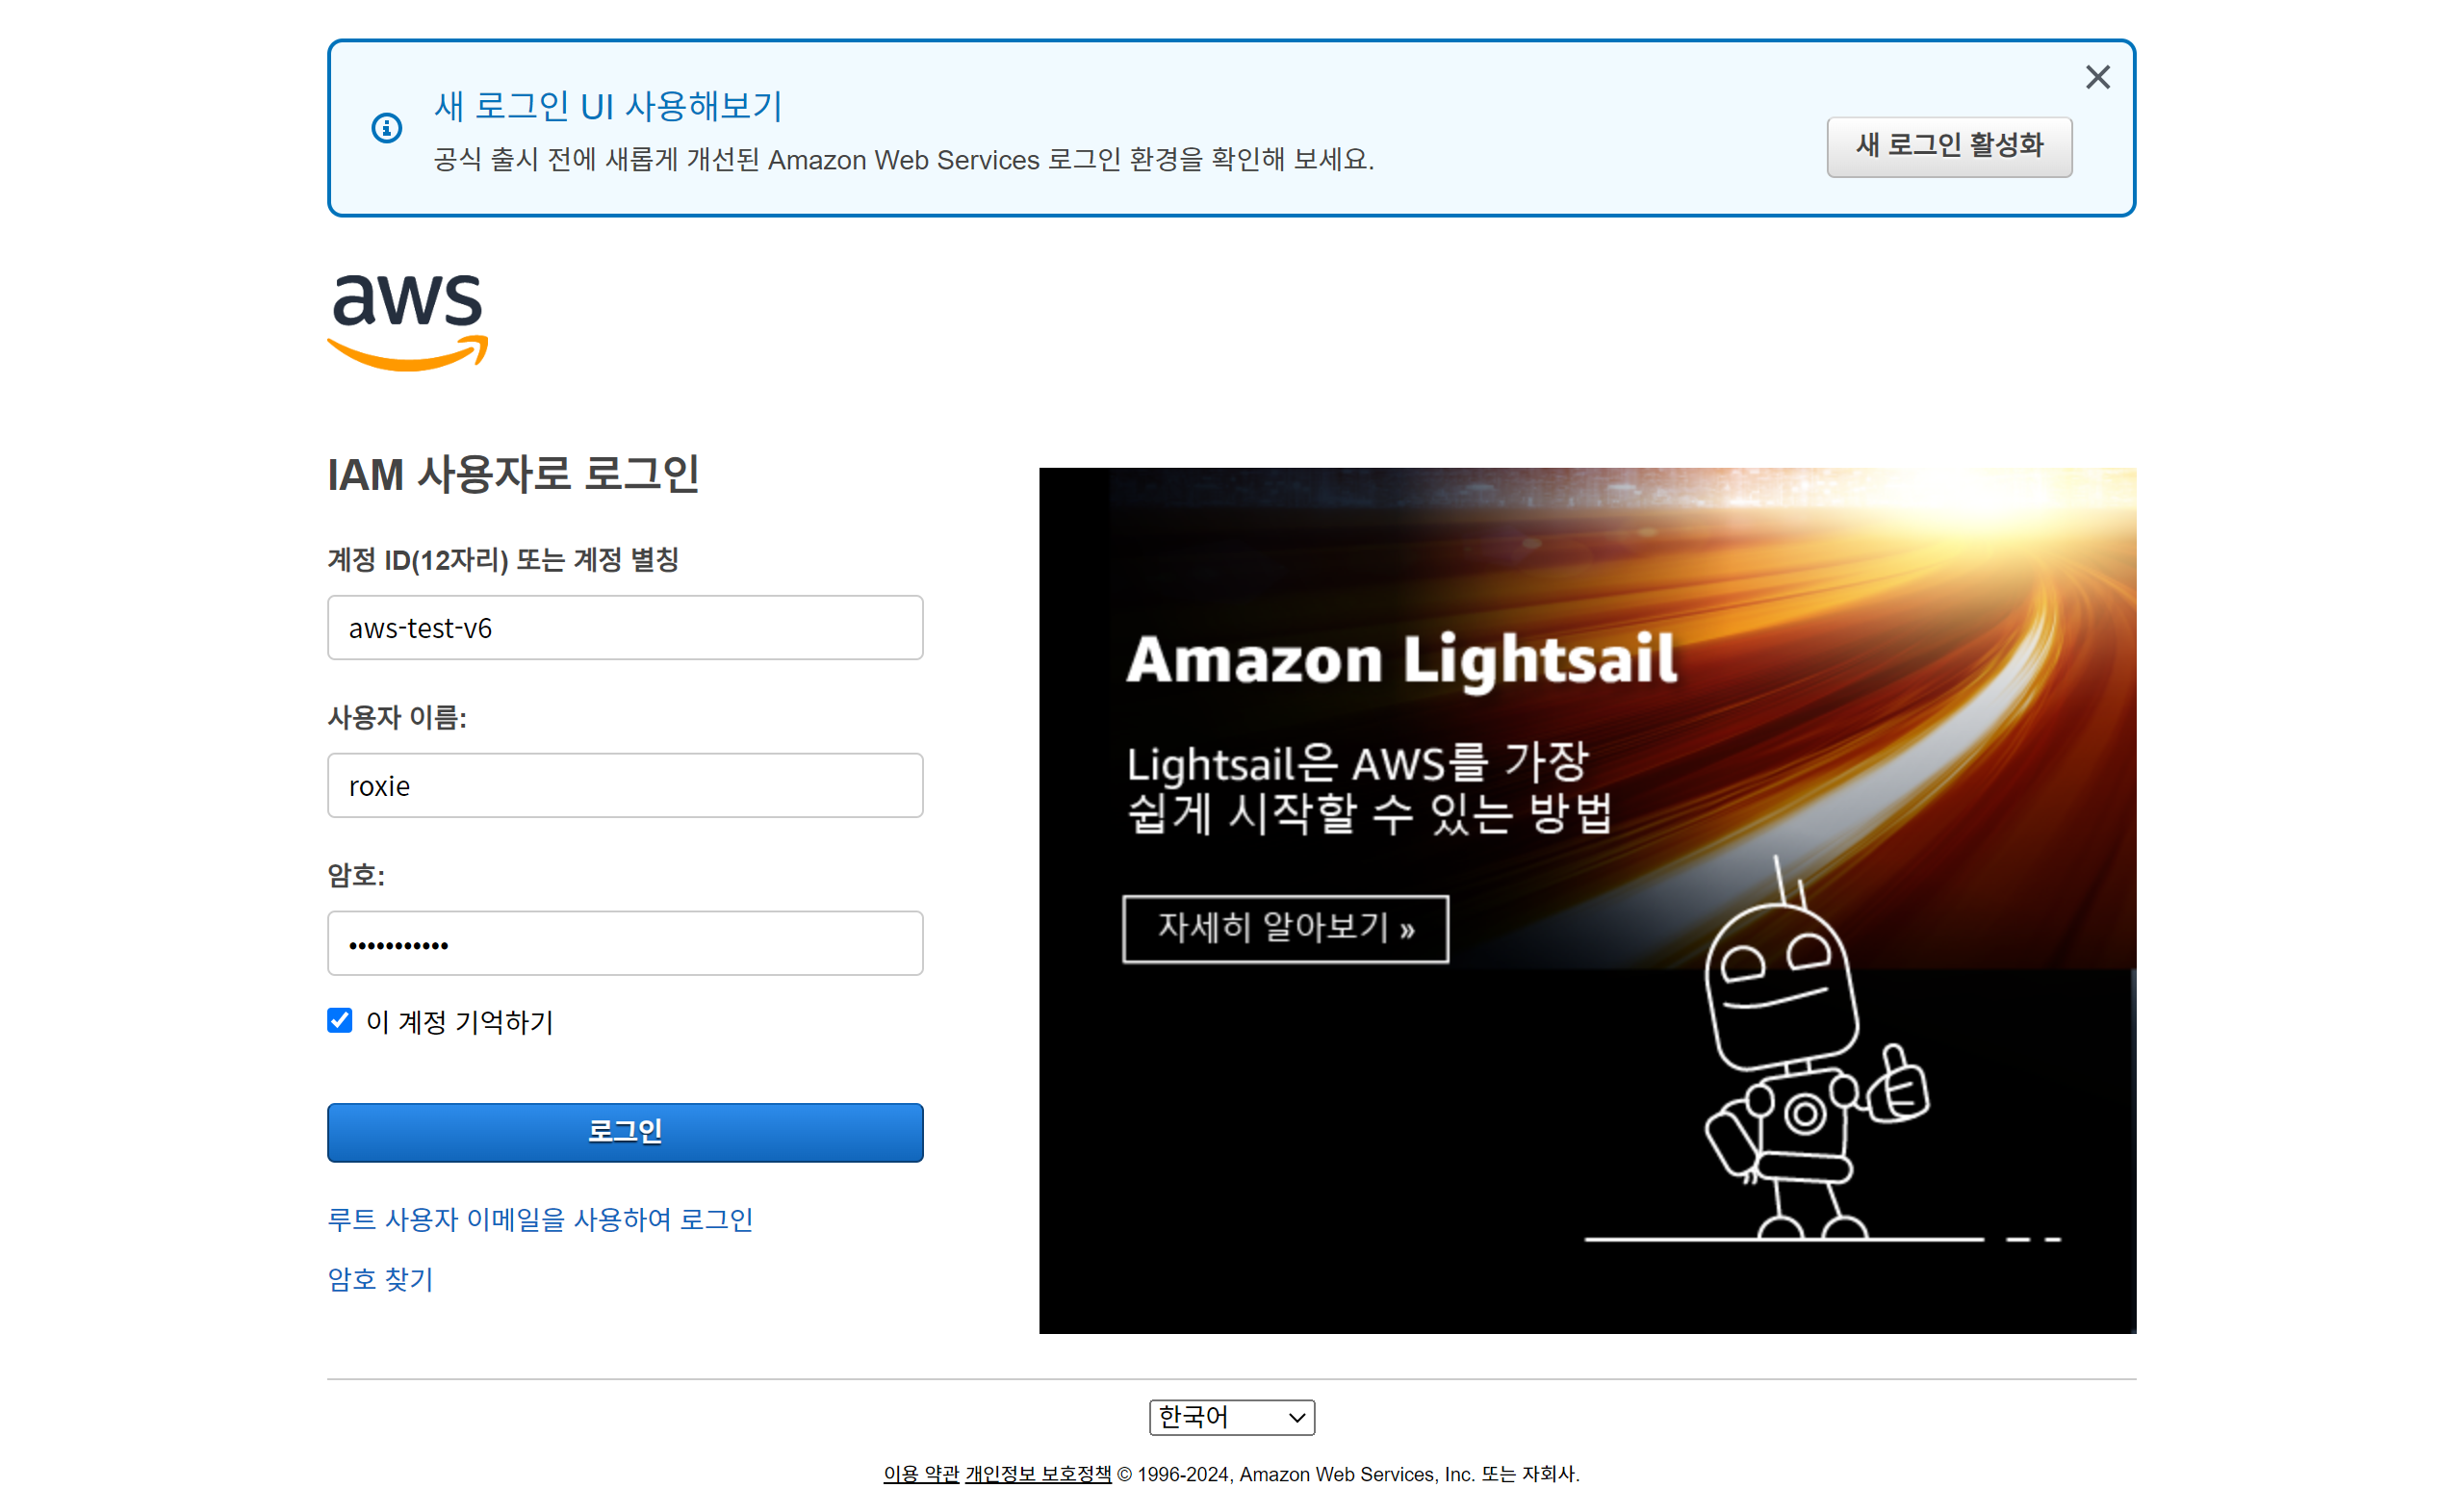 새 로그인 UI 사용해보기
공식 출시 전에 새롭게 개선된 Amazon Web Services 로그인 환경을 확인해 보세요.
새 로그인 활성화
aws
IAM 사용자로 로그인
계정 ID(12자리) 또는 계정 별칭
aws-test-v6
사용자 이름:
roxie
암호:
•••••••••••
이 계정 기억하기
로그인
루트 사용자 이메일을 사용하여 로그인
암호 찾기
Amazon Lightsail
Lightsail은 AWS를 가장
쉽게 시작할 수 있는 방법
자세히 알아보기 »
한국어
이용 약관 개인정보 보호정책 © 1996-2024, Amazon Web Services, Inc. 또는 자회사.